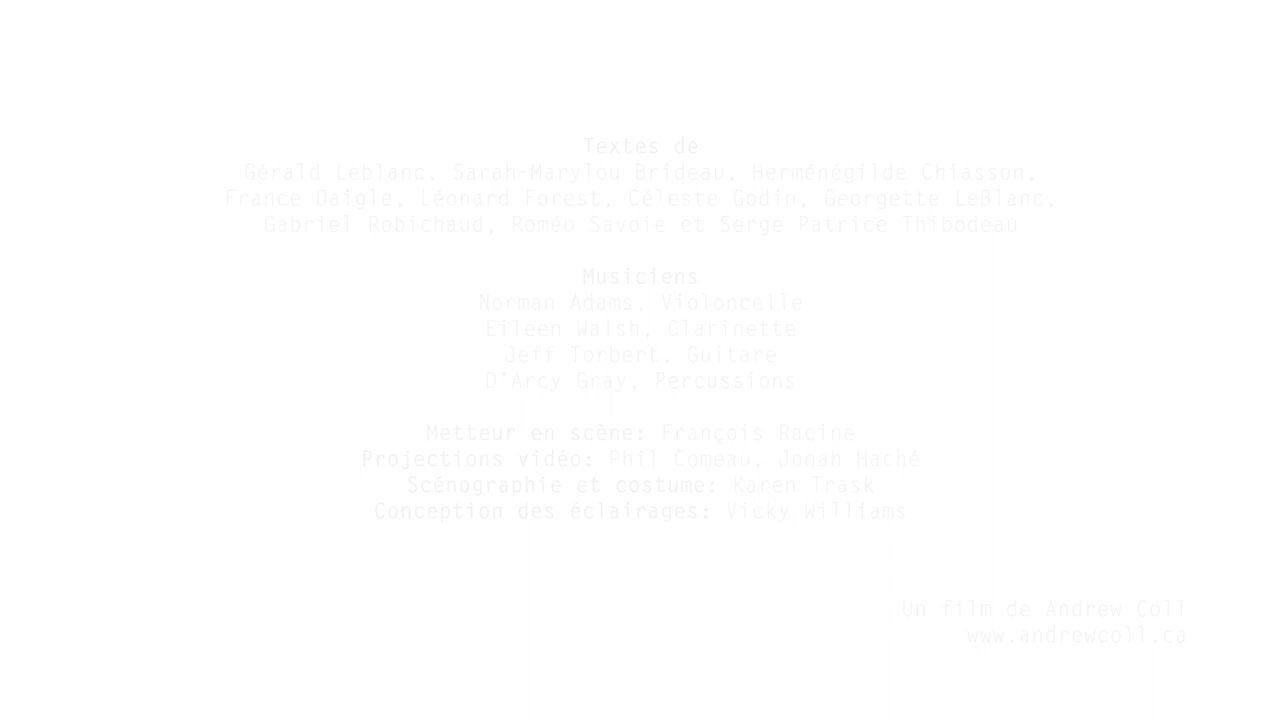 Textes de
Gérald Leblanc, Sarah-Marylou Brideau, Herménégilde Chiasson,
France Daigle, Léonard Forest, Céleste Godin, Georgette LeBlanc,
Gabriel Robichaud, Roméo Savoie et Serge Patrice Thibodeau
Musiciens
Norman Adams, Violoncelle
Eileen Walsh, Clarinette
Jeff Torbert, Guitare
D'Arcy Gray, Percussions
Metteur en scène: François Racine
Projections vidéo: Phil Comeau, Jonah Haché
Scénographie et costume: Karen Trask
Conception des éclairages: Vicky Williams
Un film de Andrew Coll
www.andrewcoll.ca